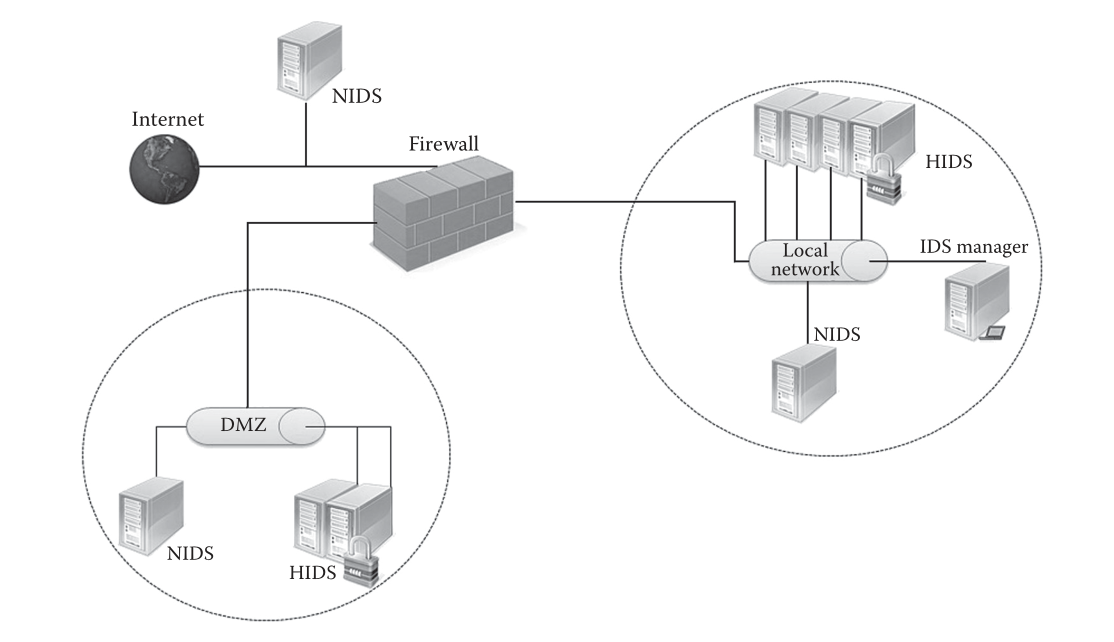 NIDS
Internet
Firewall
HIDS
IDS manager
Local
network
NIDS
DMZ
NIDS
HIDS